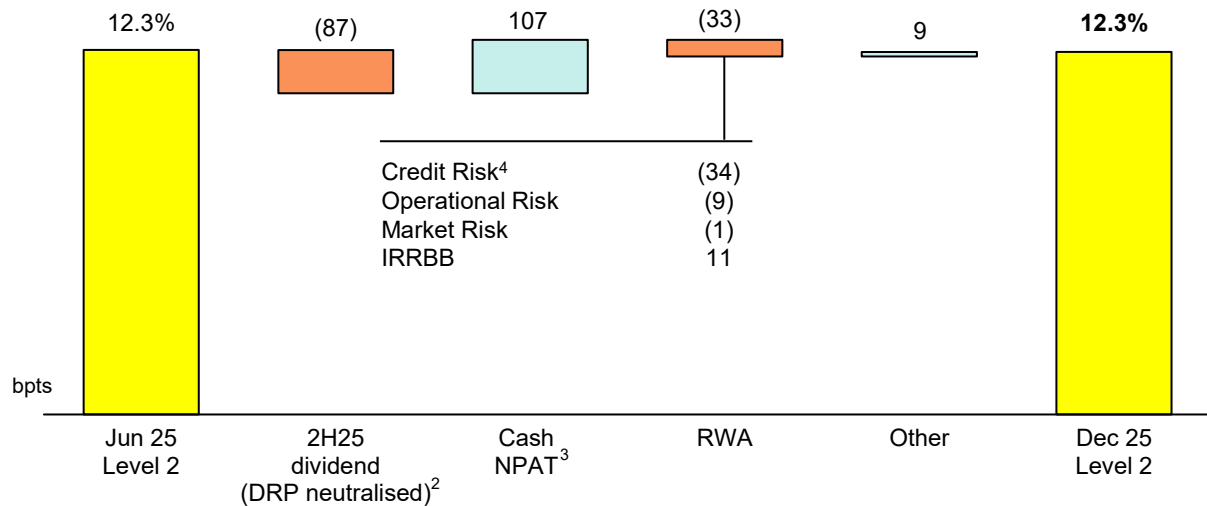 12.3% (87) 107 (33) 9 12.3%
Credit Risk4 (34)
Operational Risk (9)
Market Risk (1)
IRRBB 11
bpts
Jun 25 2H25 Cash RWA Other Dec 25
Level 2 dividend NPAT3 Level 2
(DRP neutralised)2